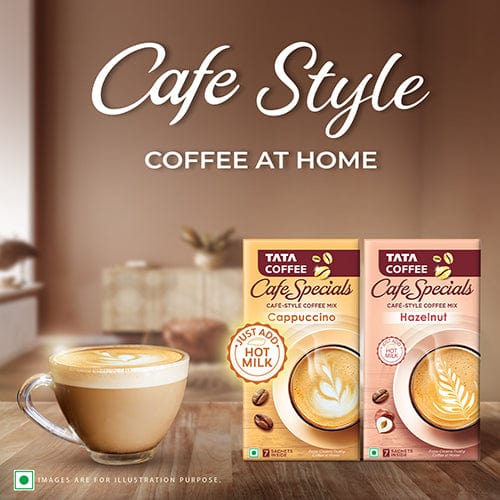 Cafe Style
COFFEE AT HOME
TATA
COFFEE
Cafe Specials
CAFÉ-STYLE COFFEE MIX
Cappuccino
JUST ADD
HOT
MILK
7 SACHETS
INSIDE
TATA
COFFEE
Cafe Specials
CAFÉ-STYLE COFFEE MIX
Hazelnut
JUST ADD
HOT
MILK
7 SACHETS
INSIDE
IMAGES ARE FOR ILLUSTRATION PURPOSE.